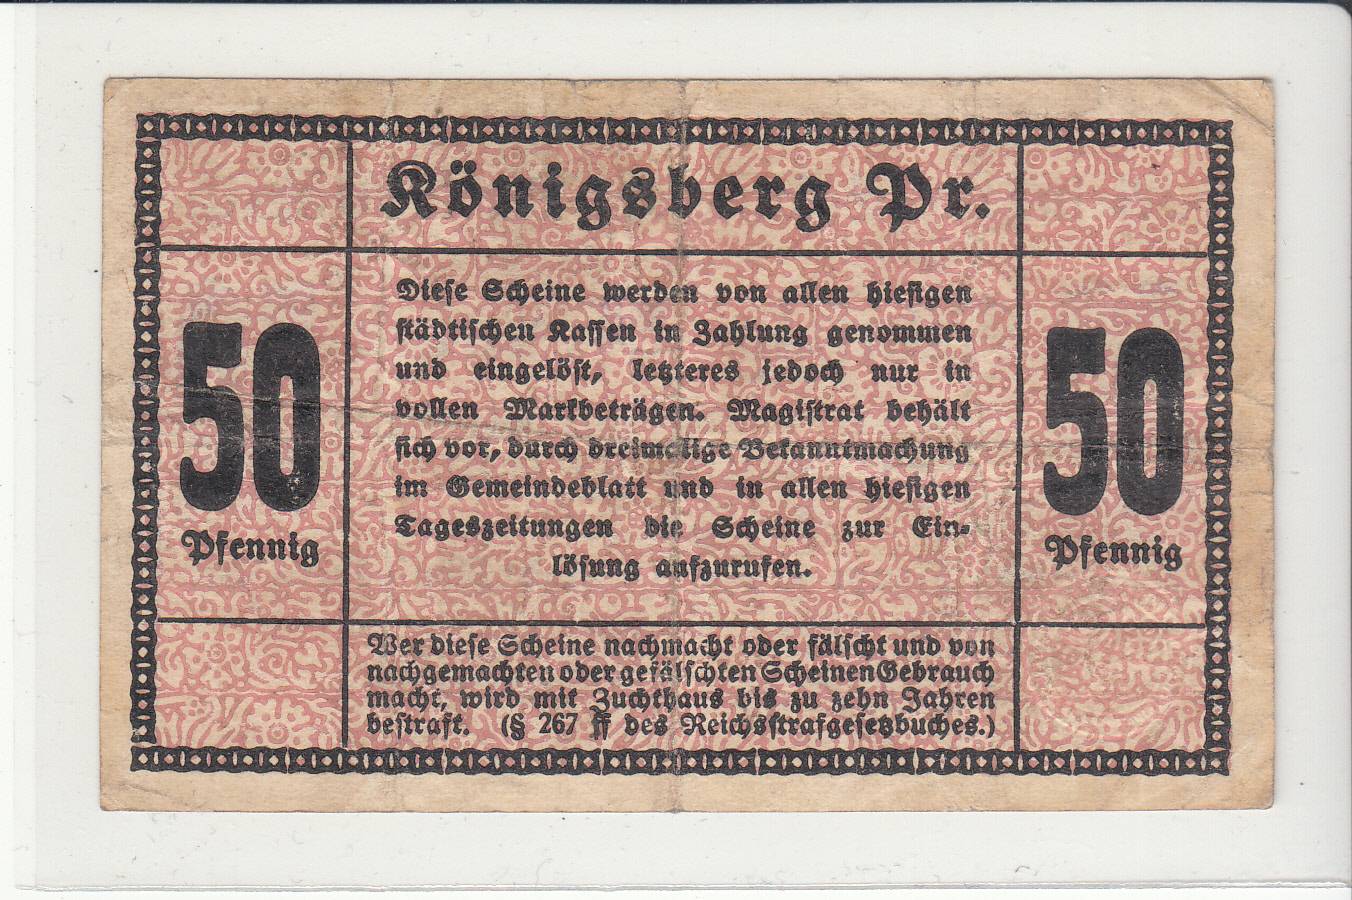 Königsberg Pr.
Diese Scheine werden von allen hiesigen
städtischen Kassen in Zahlung genommen
und eingelöst, letzteres jedoch nur in
vollen Markbeträgen. Magistrat behält
sich vor, durch dreimalige Bekanntmachung
im Gemeindeblatt und in allen hiesigen
Tageszeitungen die Scheine zur Ein-
lösung aufzurufen.
50
Pfennig
50
Pfennig
Wer diese Scheine nachmacht oder fälscht und von
nachgemachten oder gefälschten Scheinen Gebrauch
macht, wird mit Zuchthaus bis zu zehn Jahren
bestraft. (§ 267 ff des Reichsstrafgesetzbuches.)